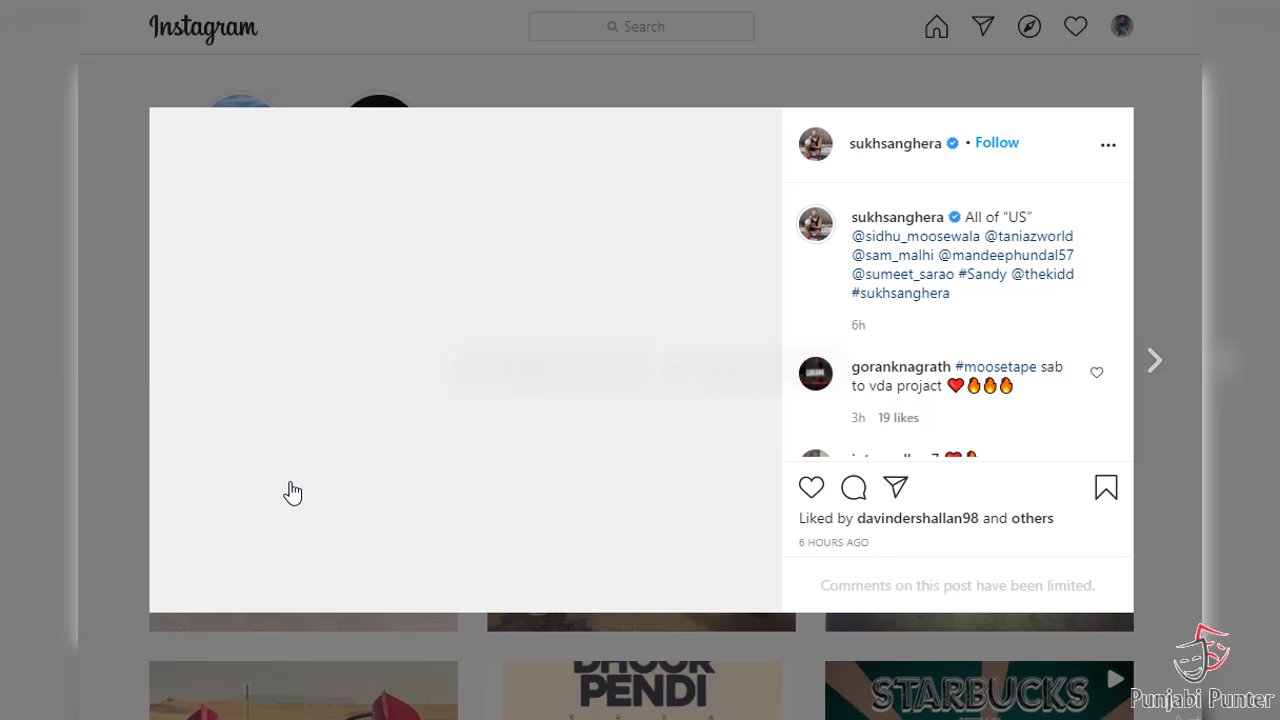 Instagram
Search
sukhsanghera • Follow
sukhsanghera All of “US”
@sidhu_moosewala @taniazworld
@sam_malhi @mandeephundal57
@sumeet_sarao #Sandy @thekidd
#sukhsanghera
6h
goranknagrath #moosetape sab
to vda projact ❤️🔥🔥🔥
3h 19 likes
Liked by davindershallan98 and others
6 HOURS AGO
Comments on this post have been limited.
DHOOR
PENDI
STARBUCKS
Punjabi Punter